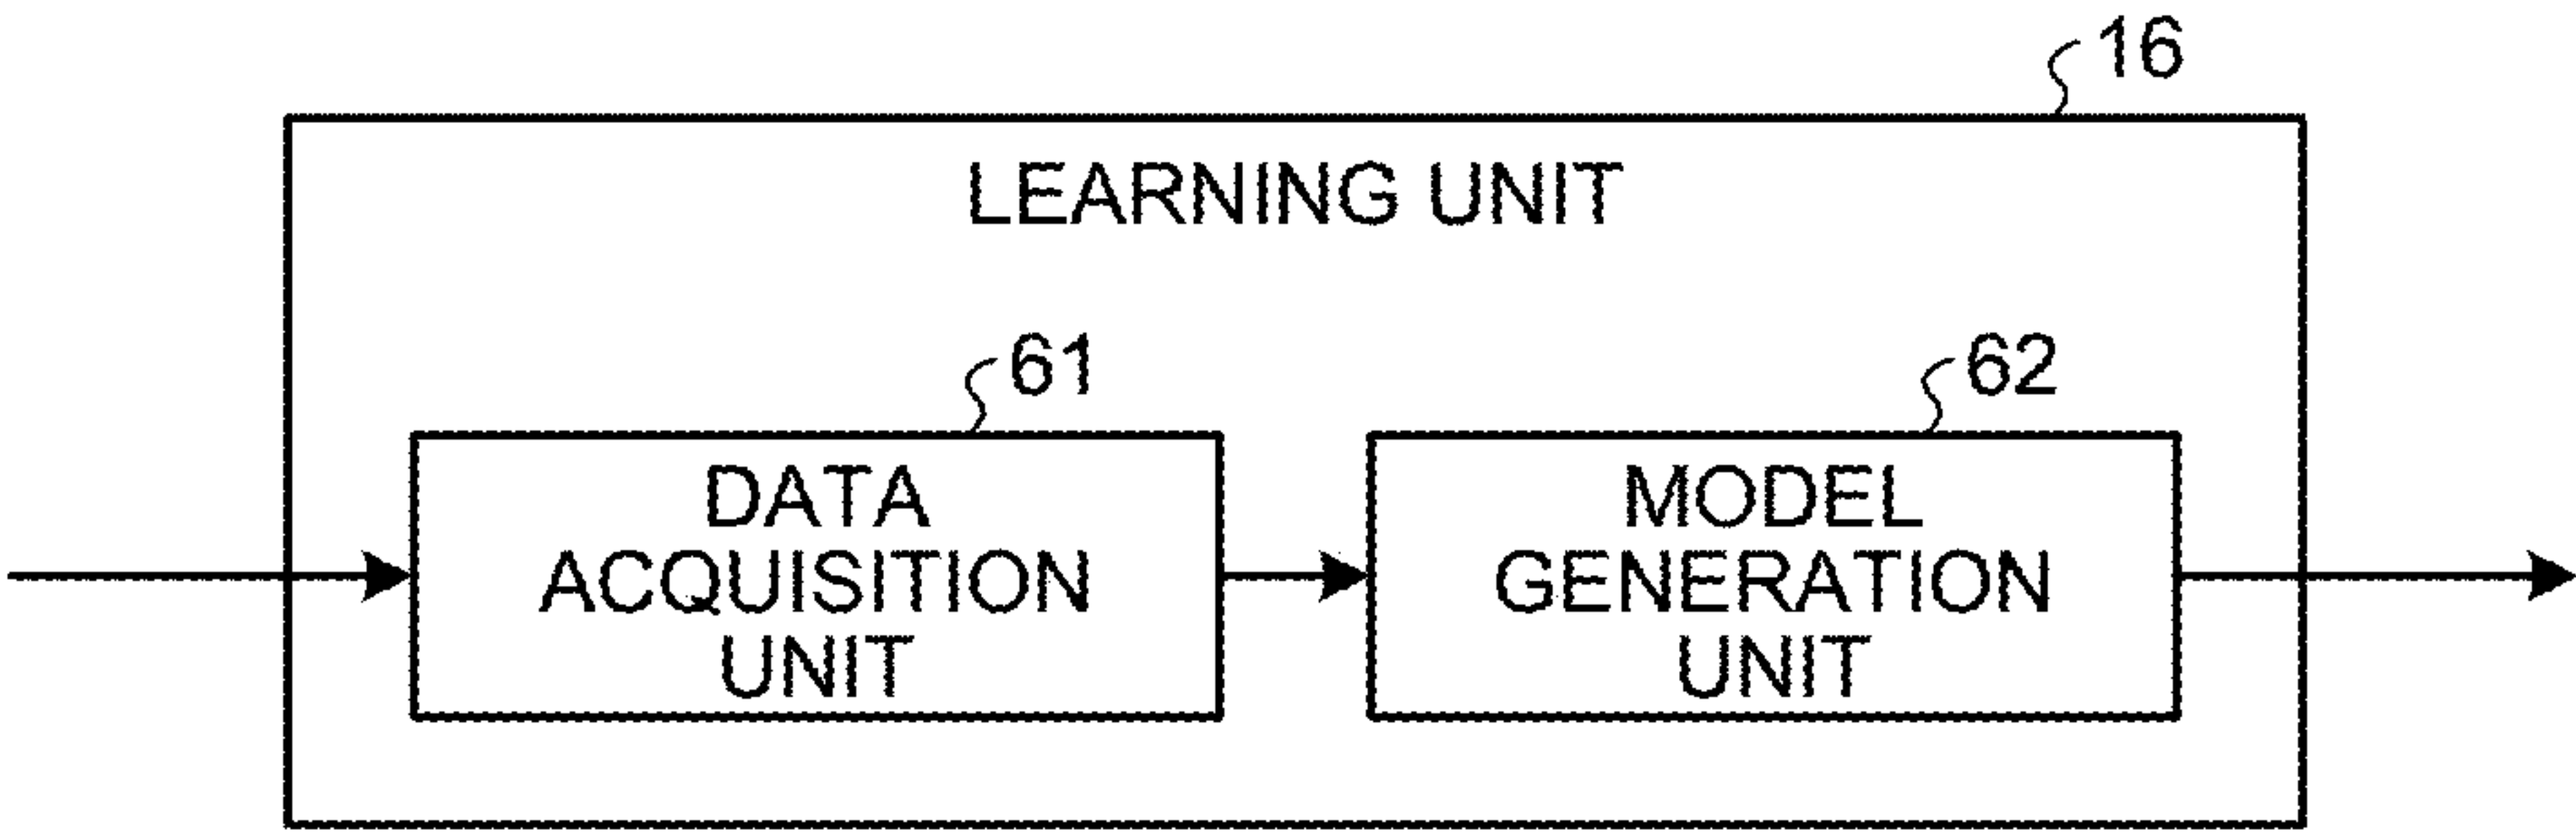 16
LEARNING UNIT
61
62
DATA
ACQUISITION
UNIT
MODEL
GENERATION
UNIT